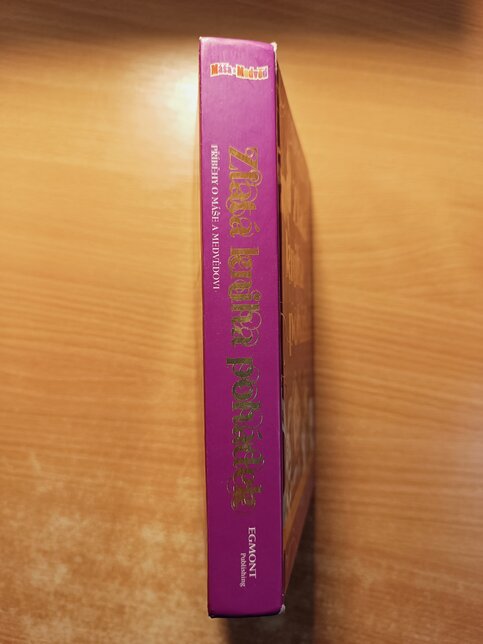 Máša a Medvěd
Zlatá kniha pohádek
PŘÍBĚHY O MÁŠE A MEDVĚDOVI
EGMONT
Publishing